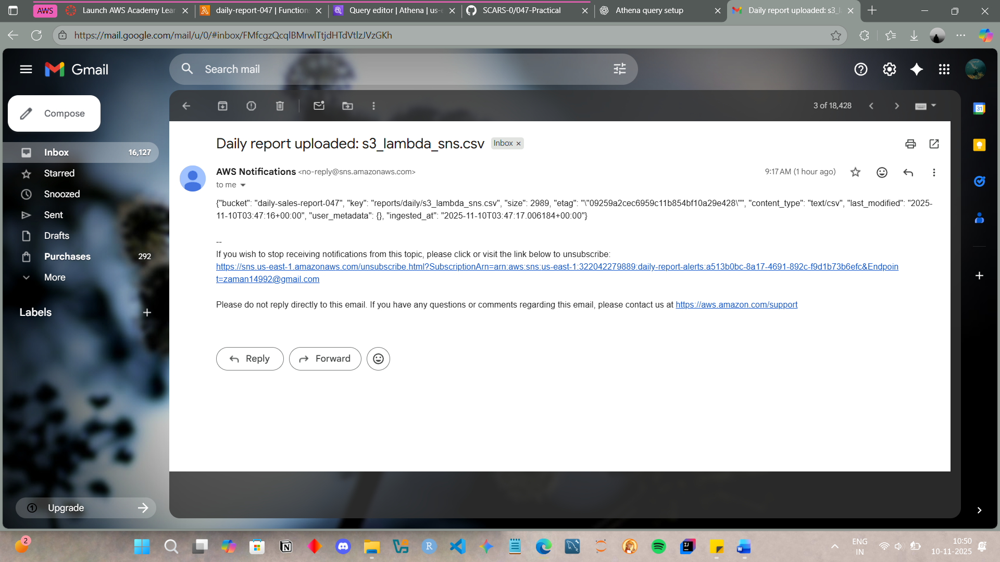 AWS
Launch AWS Academy Lear
daily-report-047 | Function
Query editor | Athena | us-e
SCARS-0/047-Practical
Athena query setup
Daily report uploaded: s3_l
https://mail.google.com/mail/u/0/#inbox/FMfcgzQcqlBMrwlTtjdHTdVtlzJVzGKh
Gmail
Search mail
Compose
3 of 18,428
Inbox 16,127
Starred
Snoozed
Sent
Drafts
Purchases 292
More
Labels
Upgrade
Daily report uploaded: s3_lambda_sns.csv Inbox x
AWS Notifications <no-reply@sns.amazonaws.com>
9:17 AM (1 hour ago)
to me
{"bucket": "daily-sales-report-047", "key": "reports/daily/s3_lambda_sns.csv", "size": 2989, "etag": "\"09259a2cec6959c11b854bf10a29e428\"", "content_type": "text/csv", "last_modified": "2025-
11-10T03:47:16+00:00", "user_metadata": {}, "ingested_at": "2025-11-10T03:47:17.006184+00:00"}
--
If you wish to stop receiving notifications from this topic, please click or visit the link below to unsubscribe:
https://sns.us-east-1.amazonaws.com/unsubscribe.html?SubscriptionArn=arn:aws:sns:us-east-1:322042279889:daily-report-alerts:a513b0bc-8a17-4691-892c-f9d1b73b6efc&Endpoin
t=zaman14992@gmail.com
Please do not reply directly to this email. If you have any questions or comments regarding this email, please contact us at https://aws.amazon.com/support
Reply
Forward
31
2
ENG
IN
10:50
10-11-2025